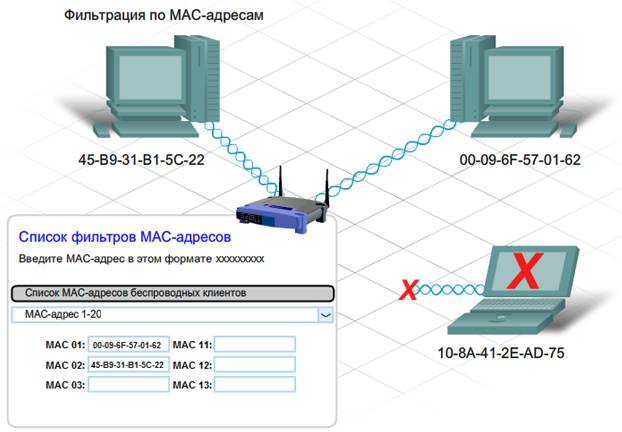 Фильтрация по MAC-адресам
45-B9-31-B1-5C-22
00-09-6F-57-01-62
Список фильтров MAC-адресов
Введите MAC-адрес в этом формате xxxxxxxxx
Список MAC-адресов беспроводных клиентов
MAC-адрес 1-20
MAC 01: 00-09-6F-57-01-62 MAC 11:
MAC 02: 45-B9-31-B1-5C-22 MAC 12:
MAC 03: MAC 13:
X
X
10-8A-41-2E-AD-75